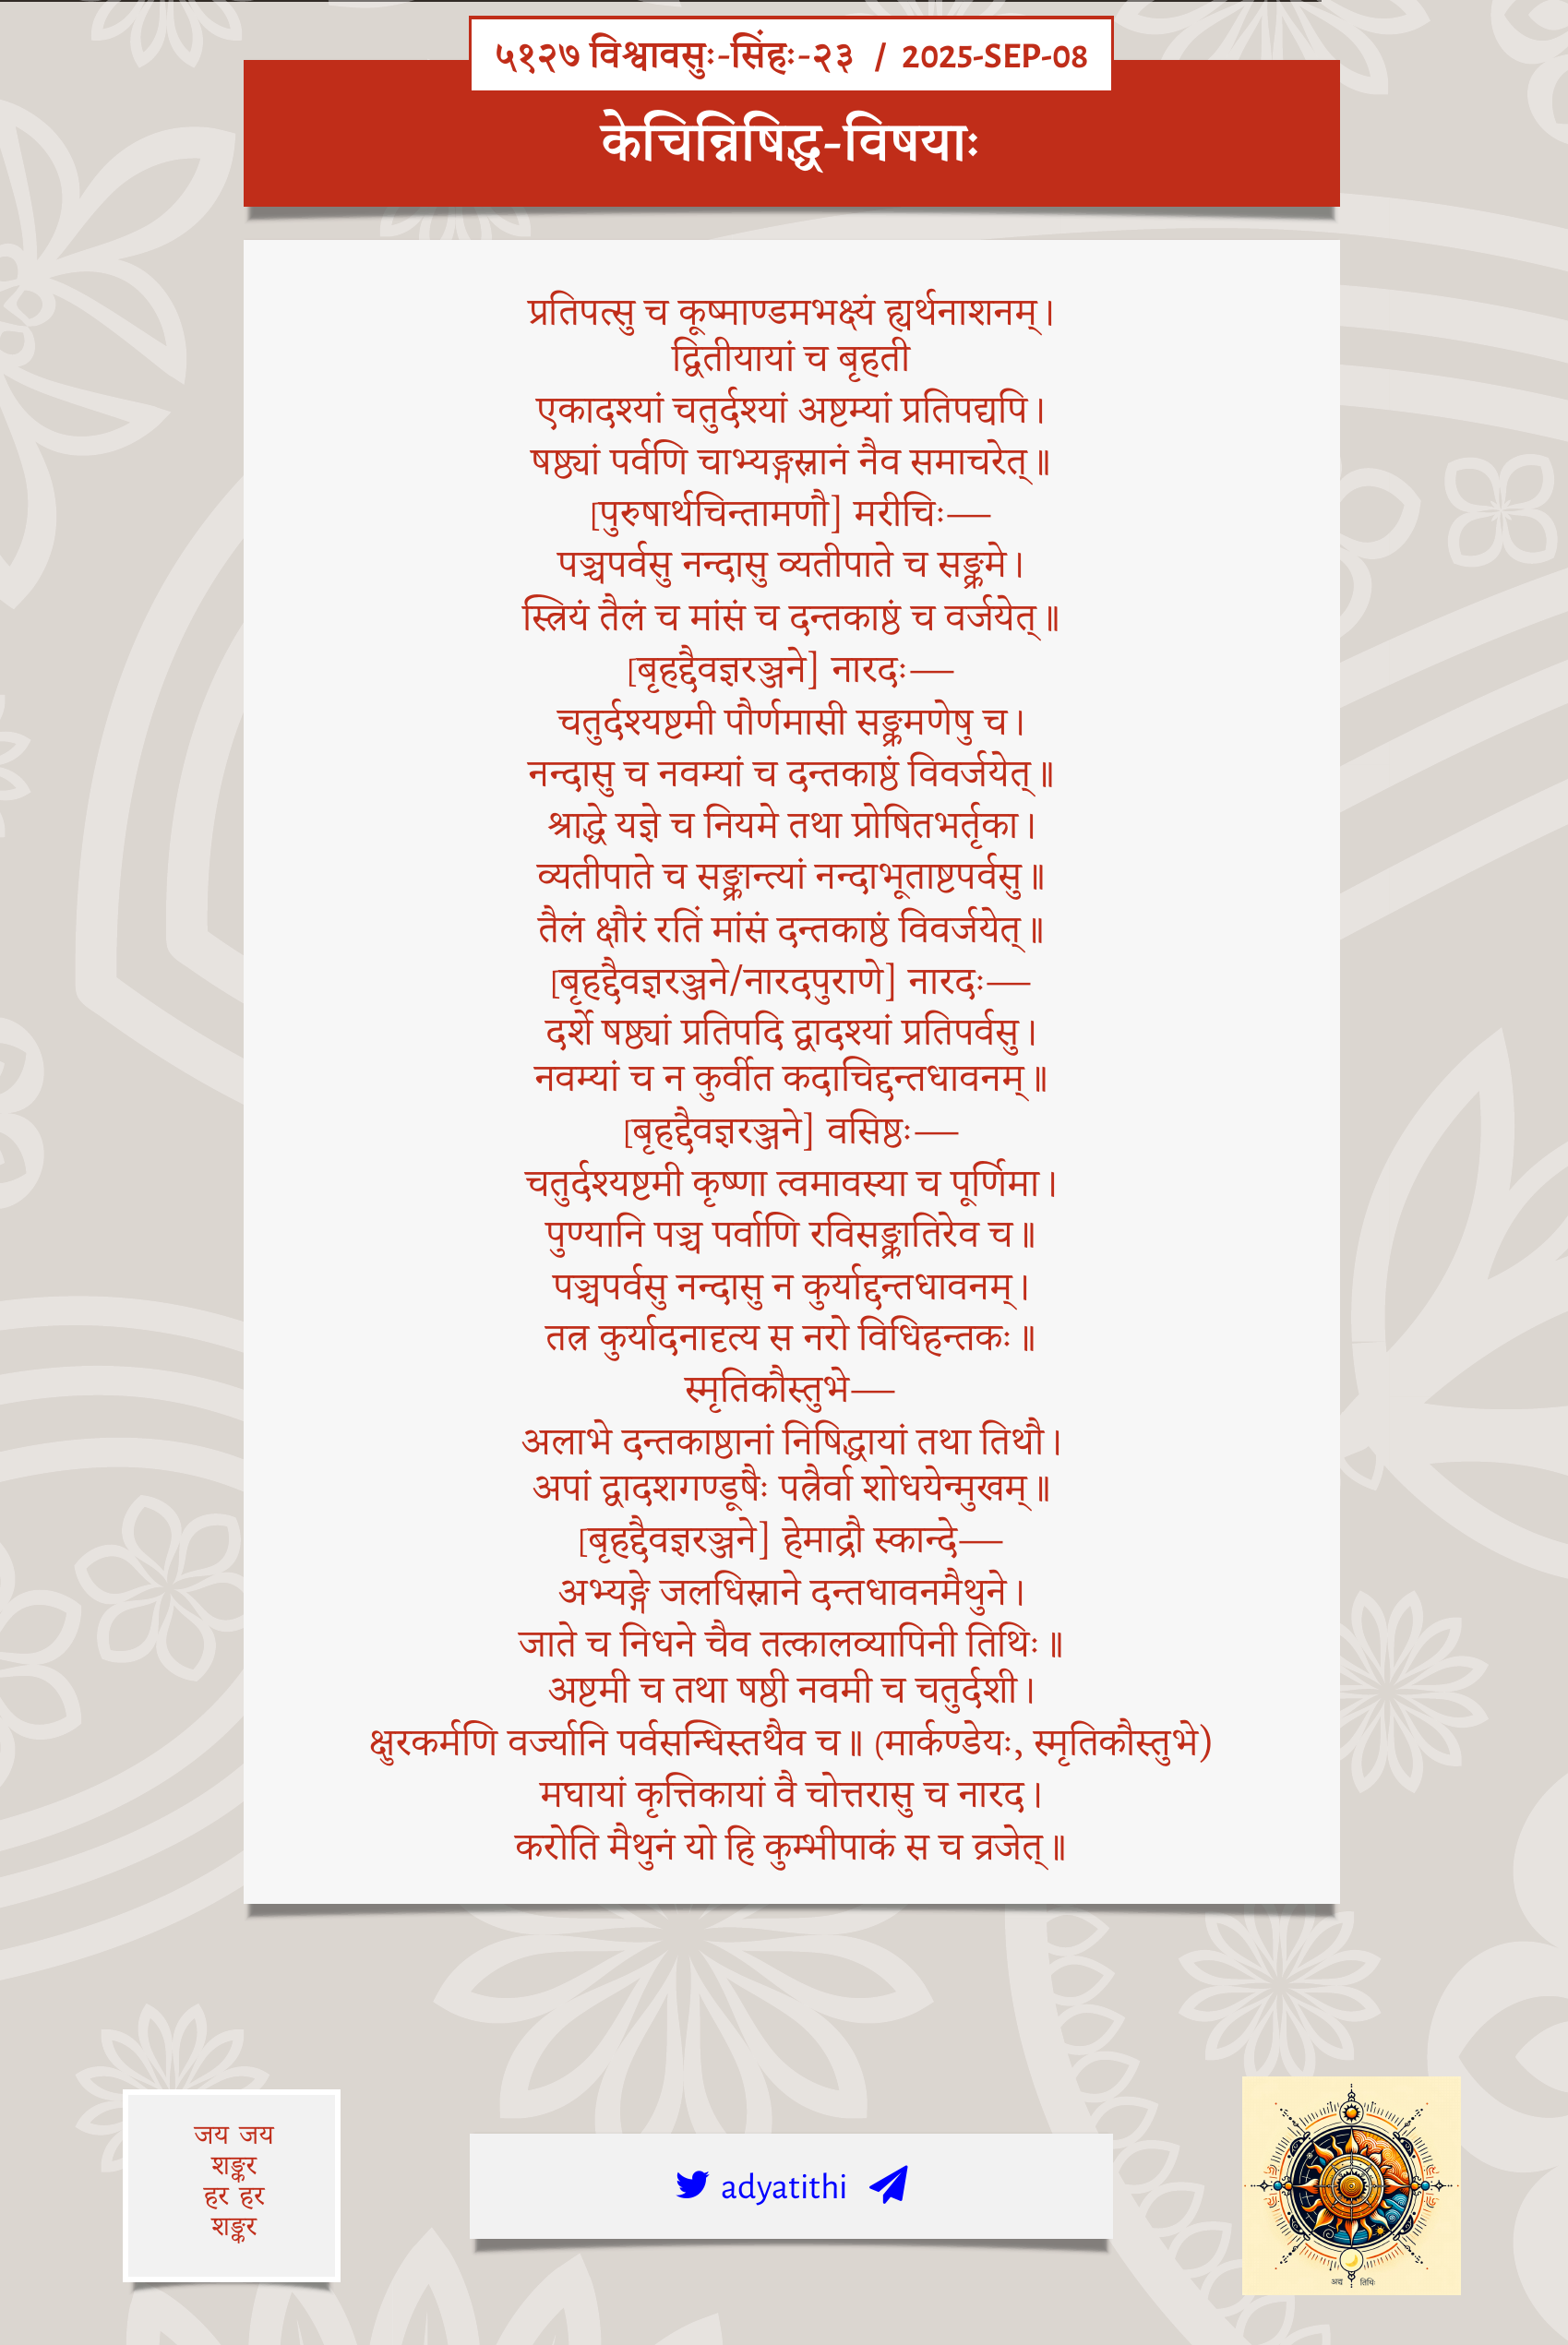 ५१२७ विश्वावसुः-सिंहः-२३ / 2025-SEP-08
केचिन्निषिद्ध-विषयाः
प्रतिपत्सु च कूष्माण्डमभक्ष्यं ह्यर्थनाशनम्।
द्वितीयायां च बृहती
एकादश्यां चतुर्दश्यां अष्टम्यां प्रतिपद्यपि।
षष्ठ्यां पर्वणि चाभ्यङ्गस्नानं नैव समाचरेत्॥
[पुरुषार्थचिन्तामणौ] मरीचिः—
पञ्चपर्वसु नन्दासु व्यतीपाते च सङ्क्रमे।
स्त्रियं तैलं च मांसं च दन्तकाष्ठं च वर्जयेत्॥
[बृहद्दैवज्ञरञ्जने] नारदः—
चतुर्दश्यष्टमी पौर्णमासी सङ्क्रमणेषु च।
नन्दासु च नवम्यां च दन्तकाष्ठं विवर्जयेत्॥
श्राद्धे यज्ञे च नियमे तथा प्रोषितभर्तृका।
व्यतीपाते च सङ्क्रान्त्यां नन्दाभूताष्टपर्वसु॥
तैलं क्षौरं रतिं मांसं दन्तकाष्ठं विवर्जयेत्॥
[बृहद्दैवज्ञरञ्जने/नारदपुराणे] नारदः—
दर्शे षष्ठ्यां प्रतिपदि द्वादश्यां प्रतिपर्वसु।
नवम्यां च न कुर्वीत कदाचिद्दन्तधावनम्॥
[बृहद्दैवज्ञरञ्जने] वसिष्ठः—
चतुर्दश्यष्टमी कृष्णा त्वमावस्या च पूर्णिमा।
पुण्यानि पञ्च पर्वाणि रविसङ्क्रातिरेव च॥
पञ्चपर्वसु नन्दासु न कुर्याद्दन्तधावनम्।
तत्र कुर्यादनादृत्य स नरो विधिहन्तकः॥
स्मृतिकौस्तुभे—
अलाभे दन्तकाष्ठानां निषिद्धायां तथा तिथौ।
अपां द्वादशगण्डूषैः पत्रैर्वा शोधयेन्मुखम्॥
[बृहद्दैवज्ञरञ्जने] हेमाद्रौ स्कान्दे—
अभ्यङ्गे जलधिस्नाने दन्तधावनमैथुने।
जाते च निधने चैव तत्कालव्यापिनी तिथिः॥
अष्टमी च तथा षष्ठी नवमी च चतुर्दशी।
क्षुरकर्मणि वर्ज्यानि पर्वसन्धिस्तथैव च॥ (मार्कण्डेयः, स्मृतिकौस्तुभे)
मघायां कृत्तिकायां वै चोत्तरासु च नारद।
करोति मैथुनं यो हि कुम्भीपाकं स च व्रजेत्॥
जय जय
शङ्कर
हर हर
शङ्कर
adyatithi
अद्य तिथिः